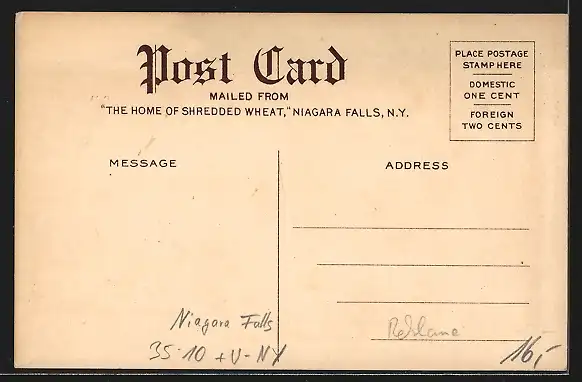 Post Card
MAILED FROM
"THE HOME OF SHREDDED WHEAT," NIAGARA FALLS, N.Y.
PLACE POSTAGE
STAMP HERE
DOMESTIC
ONE CENT
FOREIGN
TWO CENTS
MESSAGE
ADDRESS
Niagara Falls
35-10 + U - NY
Reklame
16,-